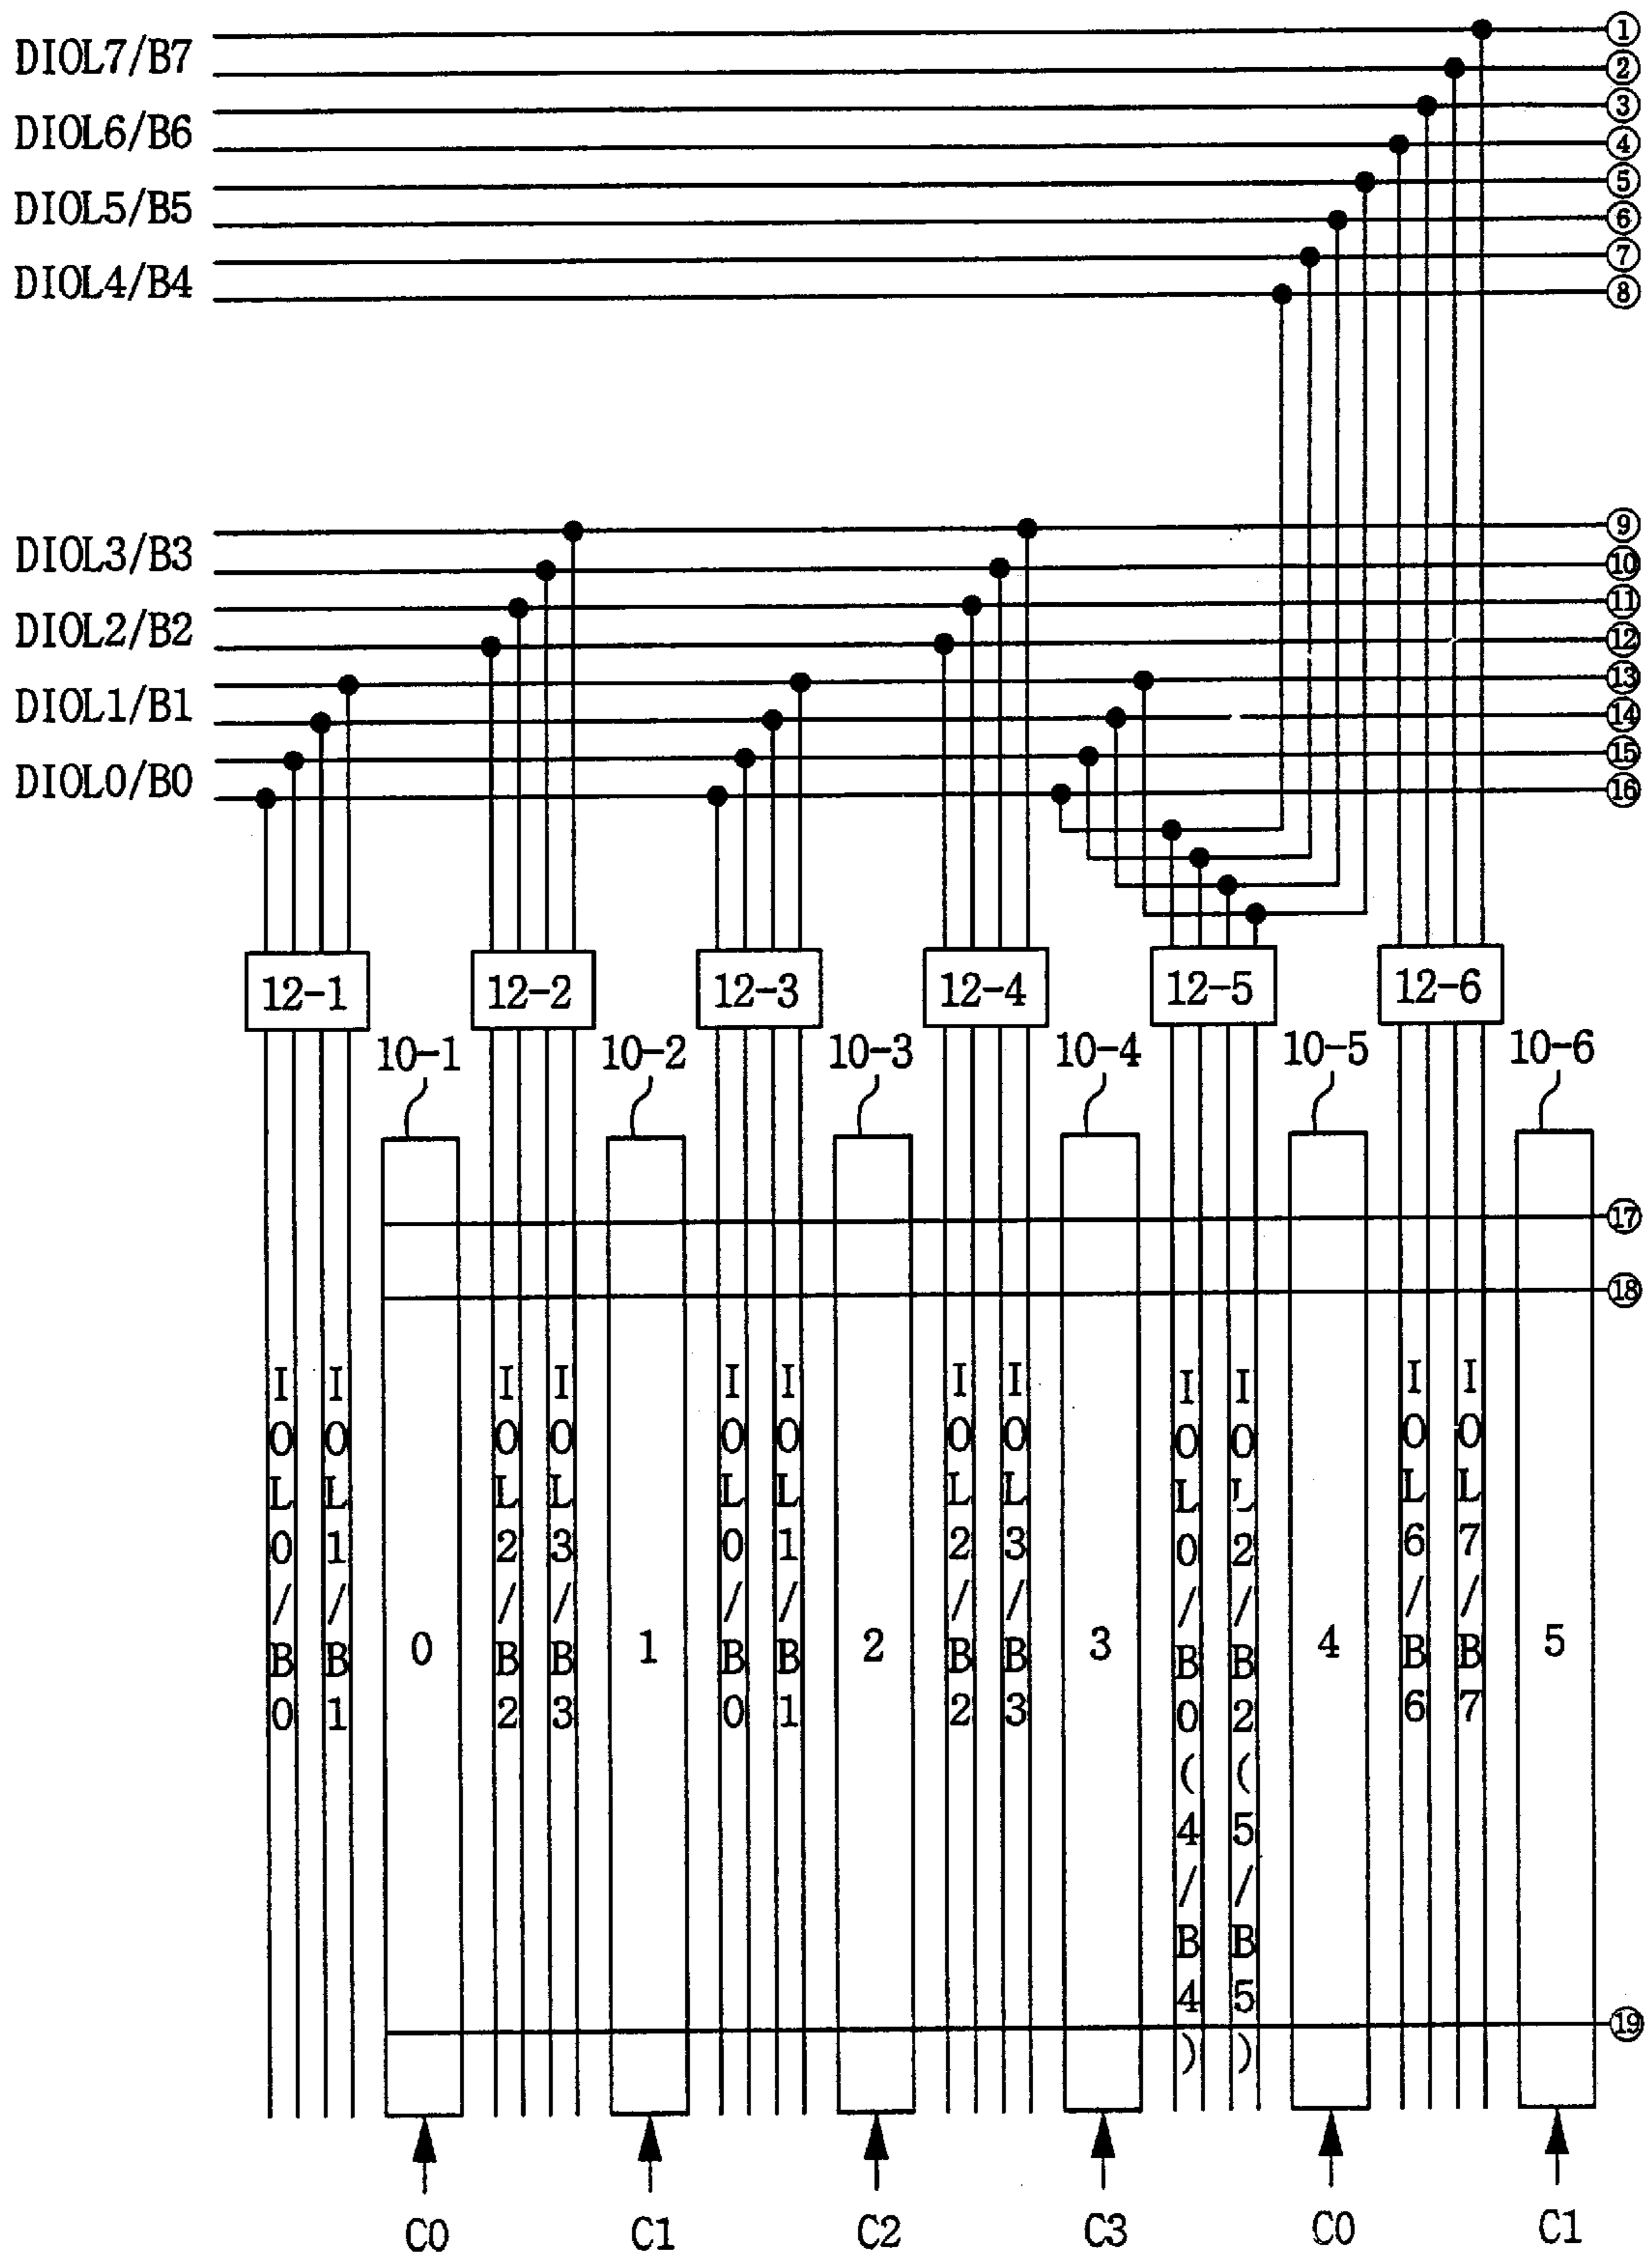 DIOL7/B7
①
②
DIOL6/B6
③
④
DIOL5/B5
⑤
⑥
DIOL4/B4
⑦
⑧
DIOL3/B3
⑨
⑩
DIOL2/B2
⑪
⑫
DIOL1/B1
⑬
⑭
DIOL0/B0
⑮
⑯
12-1 12-2 12-3 12-4 12-5 12-6
10-1 10-2 10-3 10-4 10-5 10-6
⑰
⑱
IOL0/B0
IOL1/B1
0
IOL2/B2
IOL3/B3
1
IOL0/B0
IOL1/B1
2
IOL2/B2
IOL3/B3
3
IOL0/B0(4/B4)
IOL2/B2(5/B5)
4
IOL6/B6
IOL7/B7
5
⑲
C0 C1 C2 C3 C0 C1